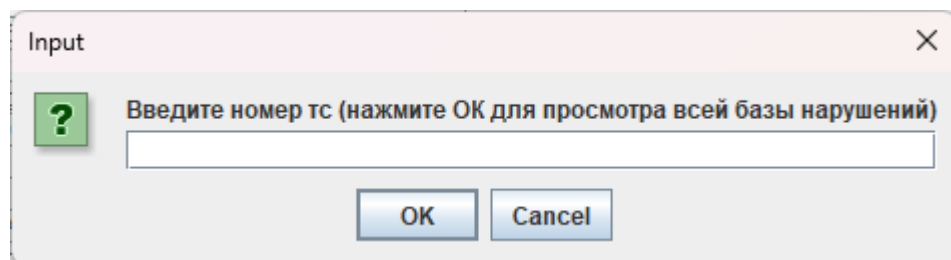 Input
Введите номер тс (нажмите ОК для просмотра всей базы нарушений)
OK
Cancel